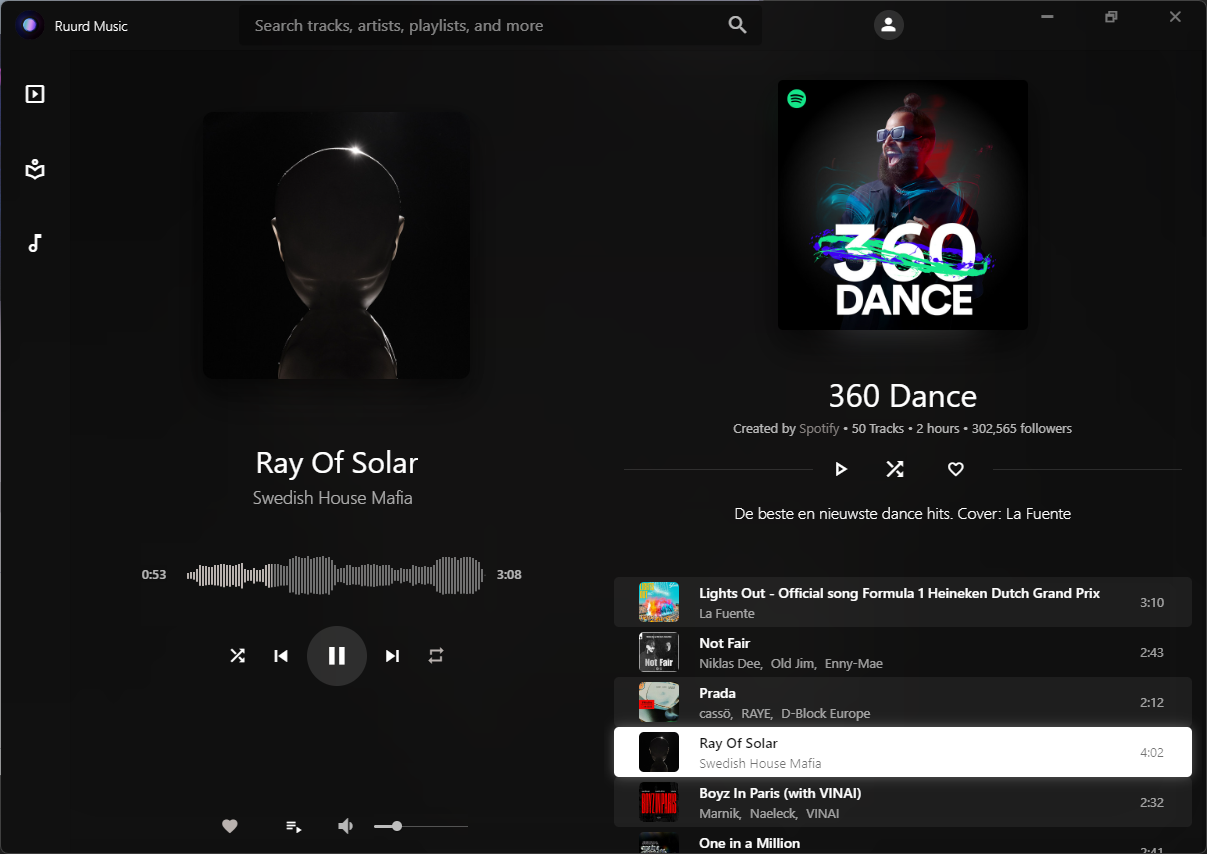 Ruurd Music
Search tracks, artists, playlists, and more
Ray Of Solar
Swedish House Mafia
0:53
3:08
360
DANCE
360 Dance
Created by Spotify • 50 Tracks • 2 hours • 302,565 followers
De beste en nieuwste dance hits. Cover: La Fuente
Lights Out - Official song Formula 1 Heineken Dutch Grand Prix
La Fuente
3:10
Not Fair
Not Fair
Niklas Dee, Old Jim, Enny-Mae
2:43
Prada
cassö, RAYE, D-Block Europe
2:12
Ray Of Solar
Swedish House Mafia
4:02
Boyz In Paris (with VINAI)
Marnik, Naeleck, VINAI
2:32
One in a Million
2:41